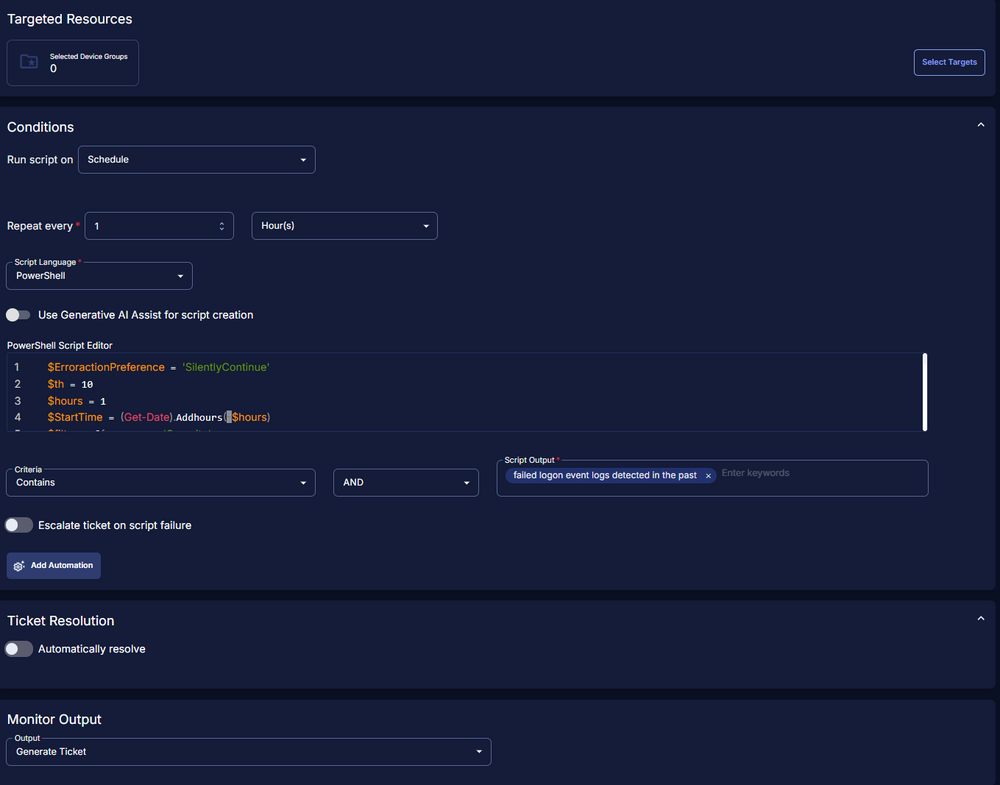 Targeted Resources
Selected Device Groups
0
Select Targets
Conditions
Run script on Schedule
Repeat every * 1 Hour(s)
Script Language *
PowerShell
Use Generative AI Assist for script creation
PowerShell Script Editor
1 $ErroractionPreference = 'SilentlyContinue'
2 $th = 10
3 $hours = 1
4 $StartTime = (Get-Date).Addhours(-$hours)
Criteria
Contains
AND
Script Output *
failed logon event logs detected in the past × Enter keywords
Escalate ticket on script failure
Add Automation
Ticket Resolution
Automatically resolve
Monitor Output
Output
Generate Ticket